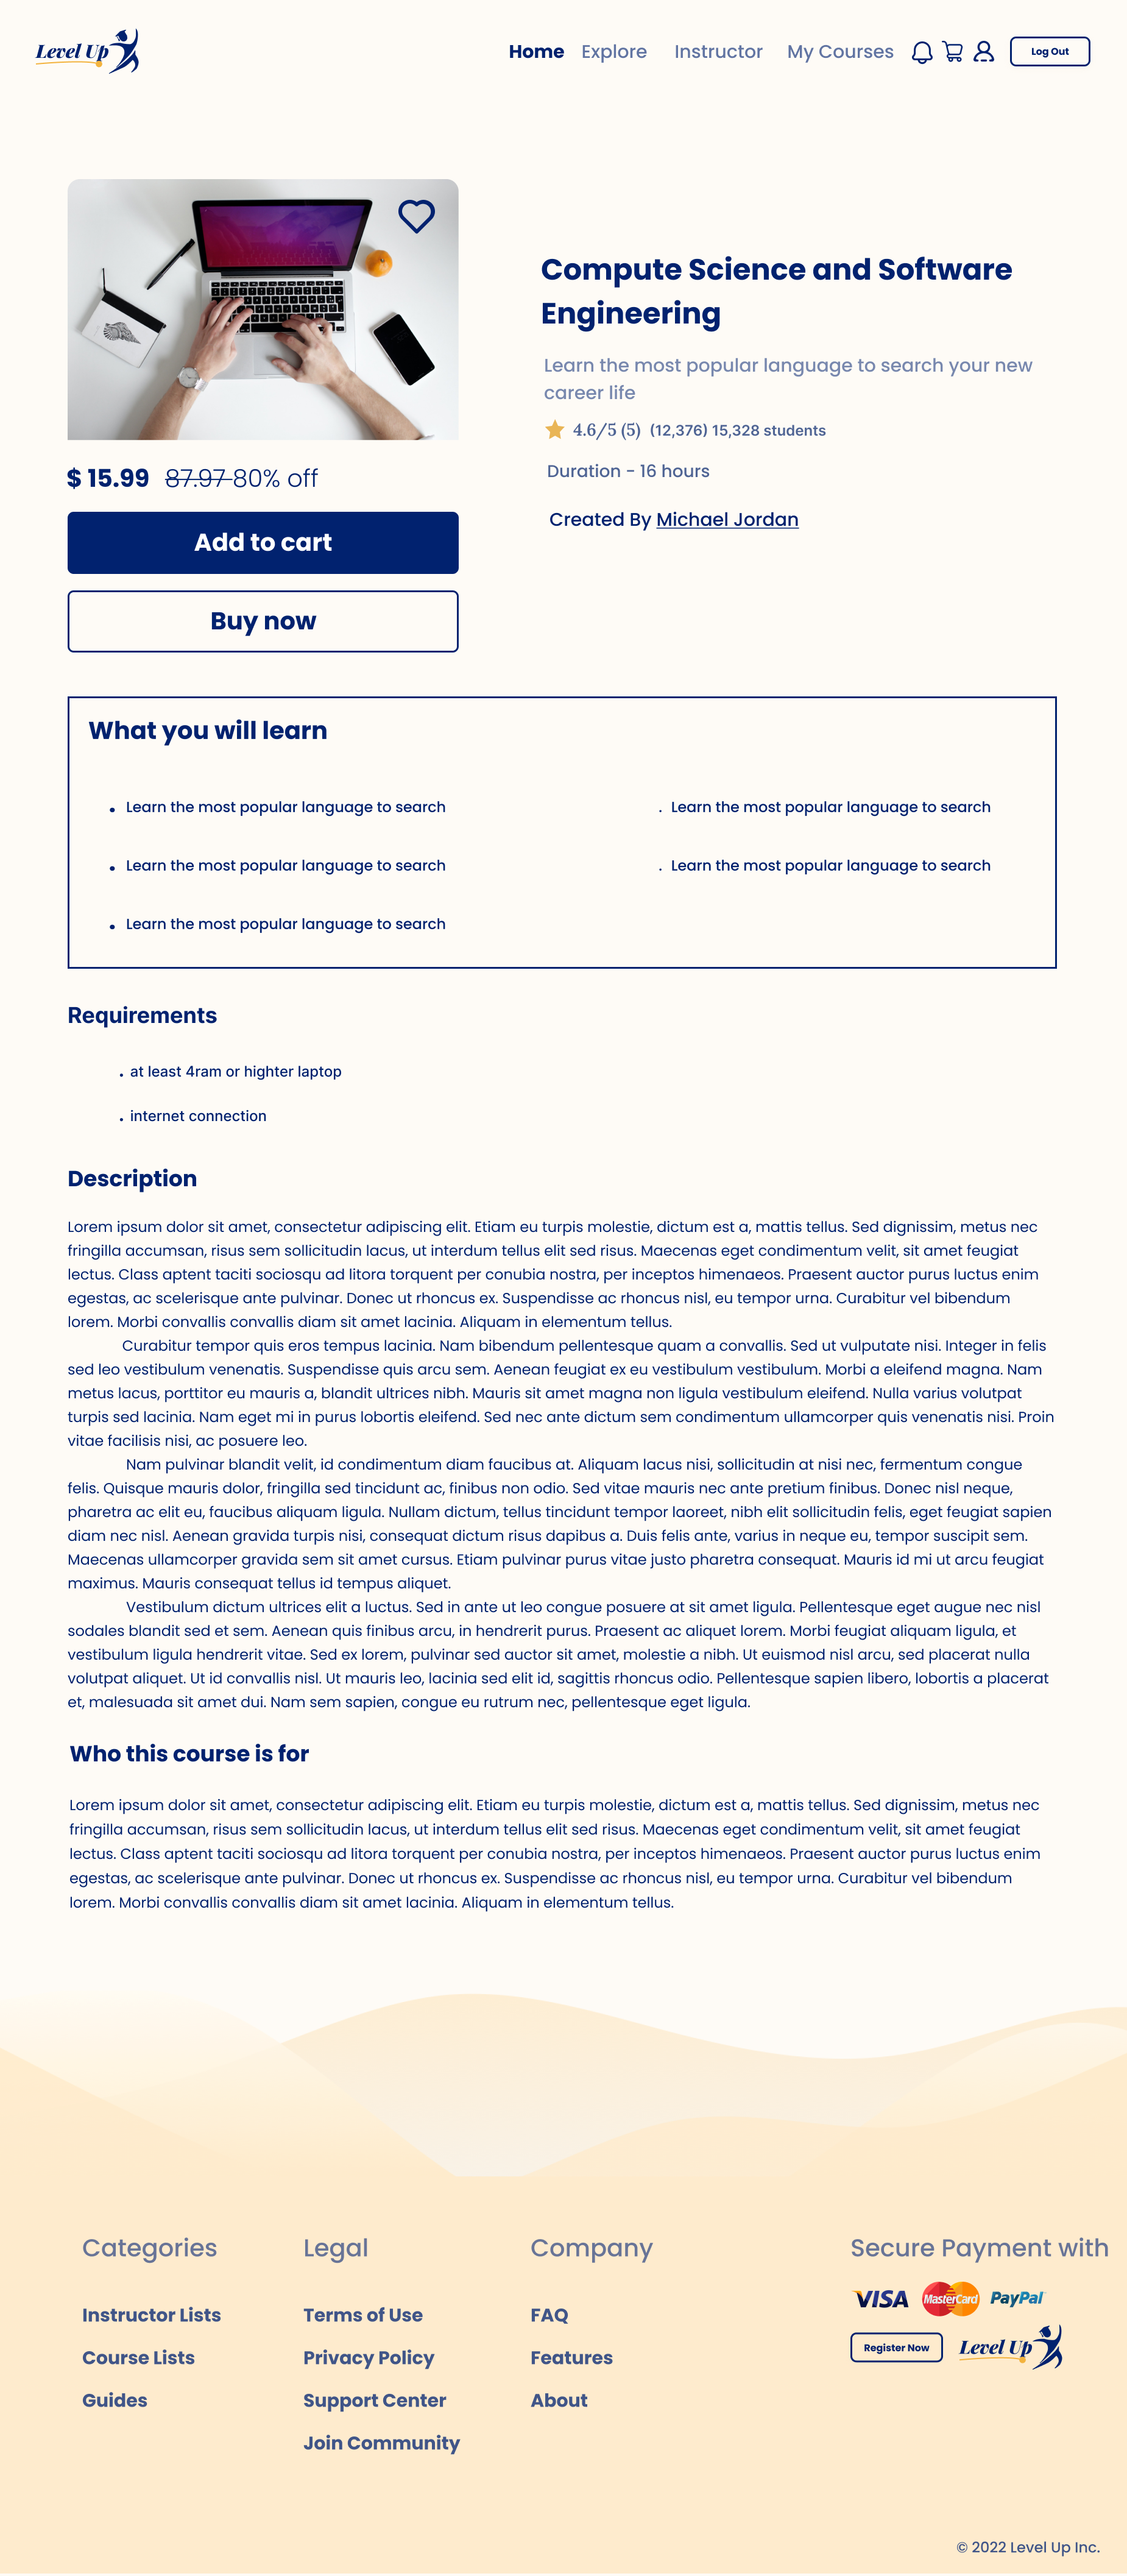 Level Up
Home Explore Instructor My Courses Log Out
Compute Science and Software
Engineering
Learn the most popular language to search your new
career life
4.6/5 (5) (12,376) 15,328 students
Duration - 16 hours
Created By Michael Jordan
$ 15.99 87.97 80% off
Add to cart
Buy now
What you will learn
• Learn the most popular language to search
• Learn the most popular language to search
• Learn the most popular language to search
. Learn the most popular language to search
. Learn the most popular language to search
Requirements
. at least 4ram or highter laptop
. internet connection
Description
Lorem ipsum dolor sit amet, consectetur adipiscing elit. Etiam eu turpis molestie, dictum est a, mattis tellus. Sed dignissim, metus nec
fringilla accumsan, risus sem sollicitudin lacus, ut interdum tellus elit sed risus. Maecenas eget condimentum velit, sit amet feugiat
lectus. Class aptent taciti sociosqu ad litora torquent per conubia nostra, per inceptos himenaeos. Praesent auctor purus luctus enim
egestas, ac scelerisque ante pulvinar. Donec ut rhoncus ex. Suspendisse ac rhoncus nisl, eu tempor urna. Curabitur vel bibendum
lorem. Morbi convallis convallis diam sit amet lacinia. Aliquam in elementum tellus.
Curabitur tempor quis eros tempus lacinia. Nam bibendum pellentesque quam a convallis. Sed ut vulputate nisi. Integer in felis
sed leo vestibulum venenatis. Suspendisse quis arcu sem. Aenean feugiat ex eu vestibulum vestibulum. Morbi a eleifend magna. Nam
metus lacus, porttitor eu mauris a, blandit ultrices nibh. Mauris sit amet magna non ligula vestibulum eleifend. Nulla varius volutpat
turpis sed lacinia. Nam eget mi in purus lobortis eleifend. Sed nec ante dictum sem condimentum ullamcorper quis venenatis nisi. Proin
vitae facilisis nisi, ac posuere leo.
Nam pulvinar blandit velit, id condimentum diam faucibus at. Aliquam lacus nisi, sollicitudin at nisi nec, fermentum congue
felis. Quisque mauris dolor, fringilla sed tincidunt ac, finibus non odio. Sed vitae mauris nec ante pretium finibus. Donec nisl neque,
pharetra ac elit eu, faucibus aliquam ligula. Nullam dictum, tellus tincidunt tempor laoreet, nibh elit sollicitudin felis, eget feugiat sapien
diam nec nisl. Aenean gravida turpis nisi, consequat dictum risus dapibus a. Duis felis ante, varius in neque eu, tempor suscipit sem.
Maecenas ullamcorper gravida sem sit amet cursus. Etiam pulvinar purus vitae justo pharetra consequat. Mauris id mi ut arcu feugiat
maximus. Mauris consequat tellus id tempus aliquet.
Vestibulum dictum ultrices elit a luctus. Sed in ante ut leo congue posuere at sit amet ligula. Pellentesque eget augue nec nisl
sodales blandit sed et sem. Aenean quis finibus arcu, in hendrerit purus. Praesent ac aliquet lorem. Morbi feugiat aliquam ligula, et
vestibulum ligula hendrerit vitae. Sed ex lorem, pulvinar sed auctor sit amet, molestie a nibh. Ut euismod nisl arcu, sed placerat nulla
volutpat aliquet. Ut id convallis nisl. Ut mauris leo, lacinia sed elit id, sagittis rhoncus odio. Pellentesque sapien libero, lobortis a placerat
et, malesuada sit amet dui. Nam sem sapien, congue eu rutrum nec, pellentesque eget ligula.
Who this course is for
Lorem ipsum dolor sit amet, consectetur adipiscing elit. Etiam eu turpis molestie, dictum est a, mattis tellus. Sed dignissim, metus nec
fringilla accumsan, risus sem sollicitudin lacus, ut interdum tellus elit sed risus. Maecenas eget condimentum velit, sit amet feugiat
lectus. Class aptent taciti sociosqu ad litora torquent per conubia nostra, per inceptos himenaeos. Praesent auctor purus luctus enim
egestas, ac scelerisque ante pulvinar. Donec ut rhoncus ex. Suspendisse ac rhoncus nisl, eu tempor urna. Curabitur vel bibendum
lorem. Morbi convallis convallis diam sit amet lacinia. Aliquam in elementum tellus.
Categories
Instructor Lists
Course Lists
Guides
Legal
Terms of Use
Privacy Policy
Support Center
Join Community
Company
FAQ
Features
About
Secure Payment with
VISA MasterCard PayPal
Register Now Level Up
© 2022 Level Up Inc.